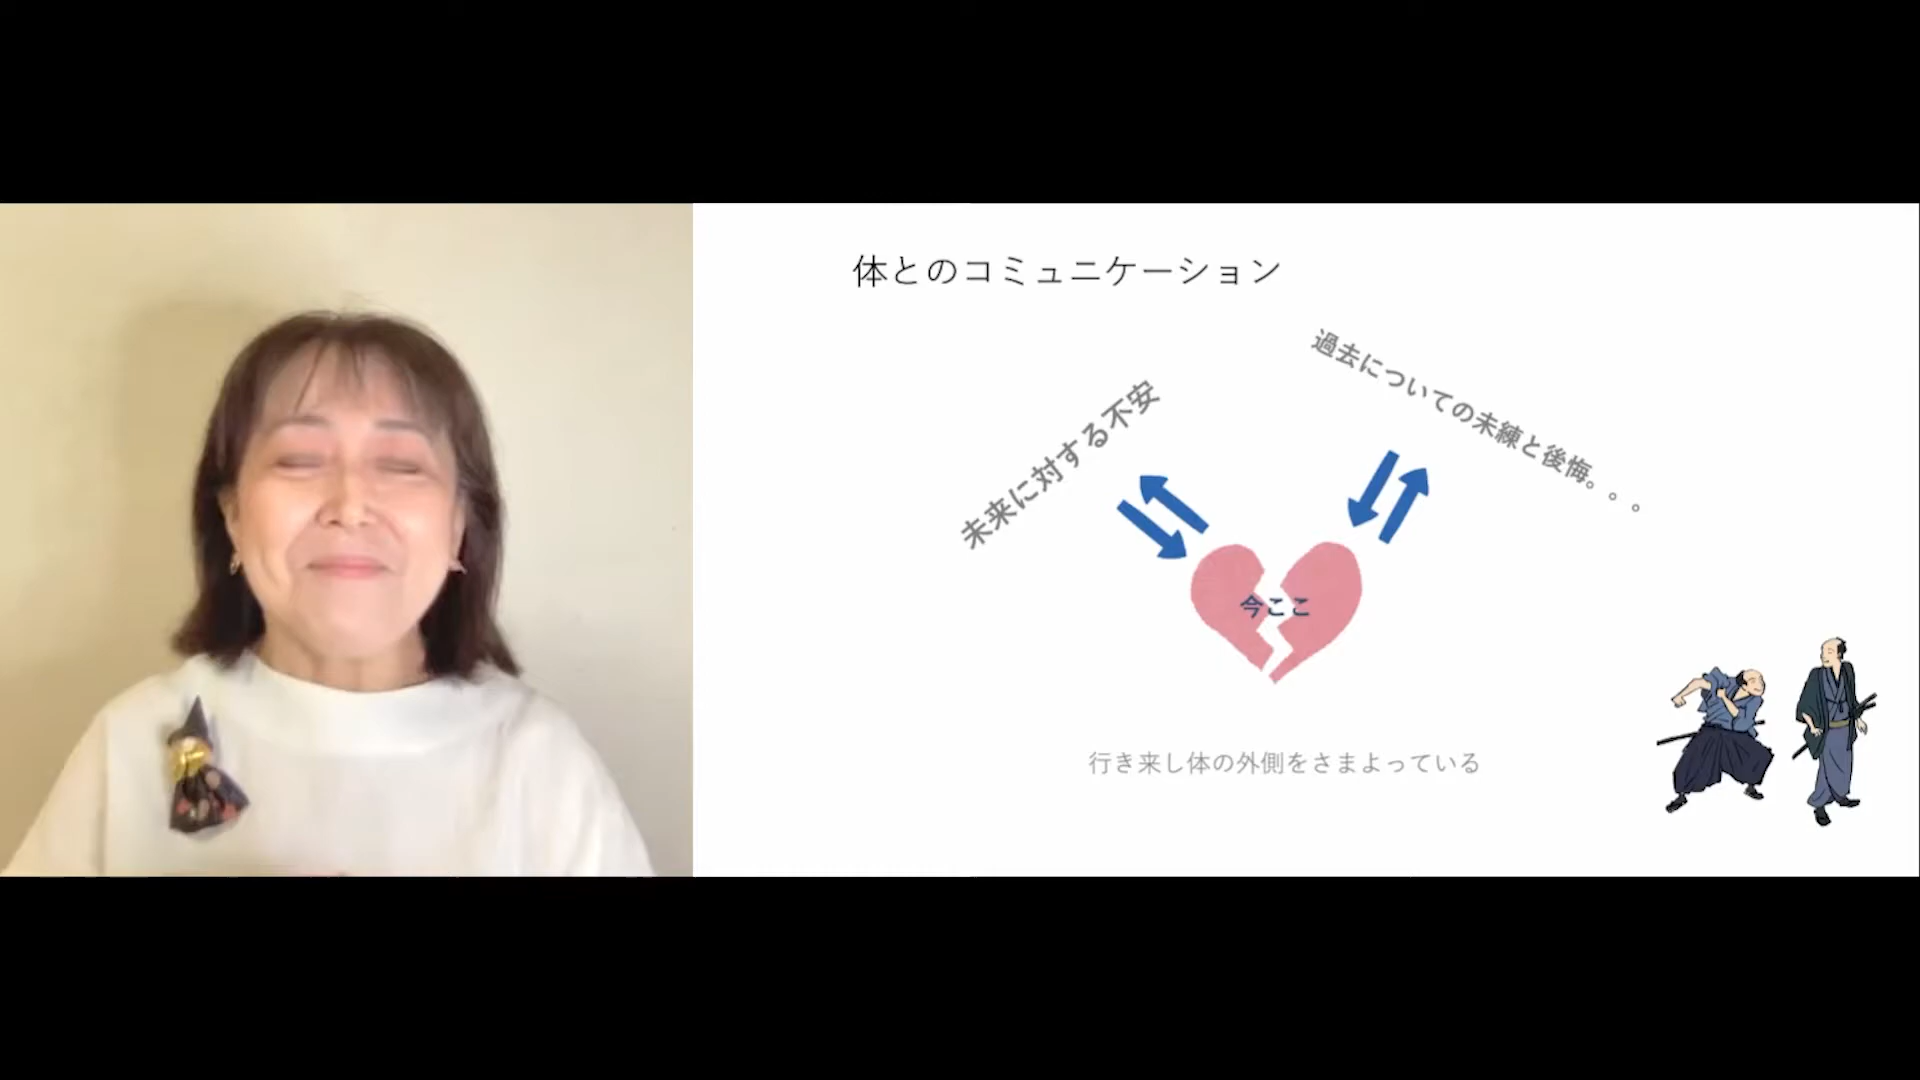 体とのコミュニケーション
過去についての未練と後悔。。。
未来に対する不安
今ここ
行き来し体の外側をさまよっている